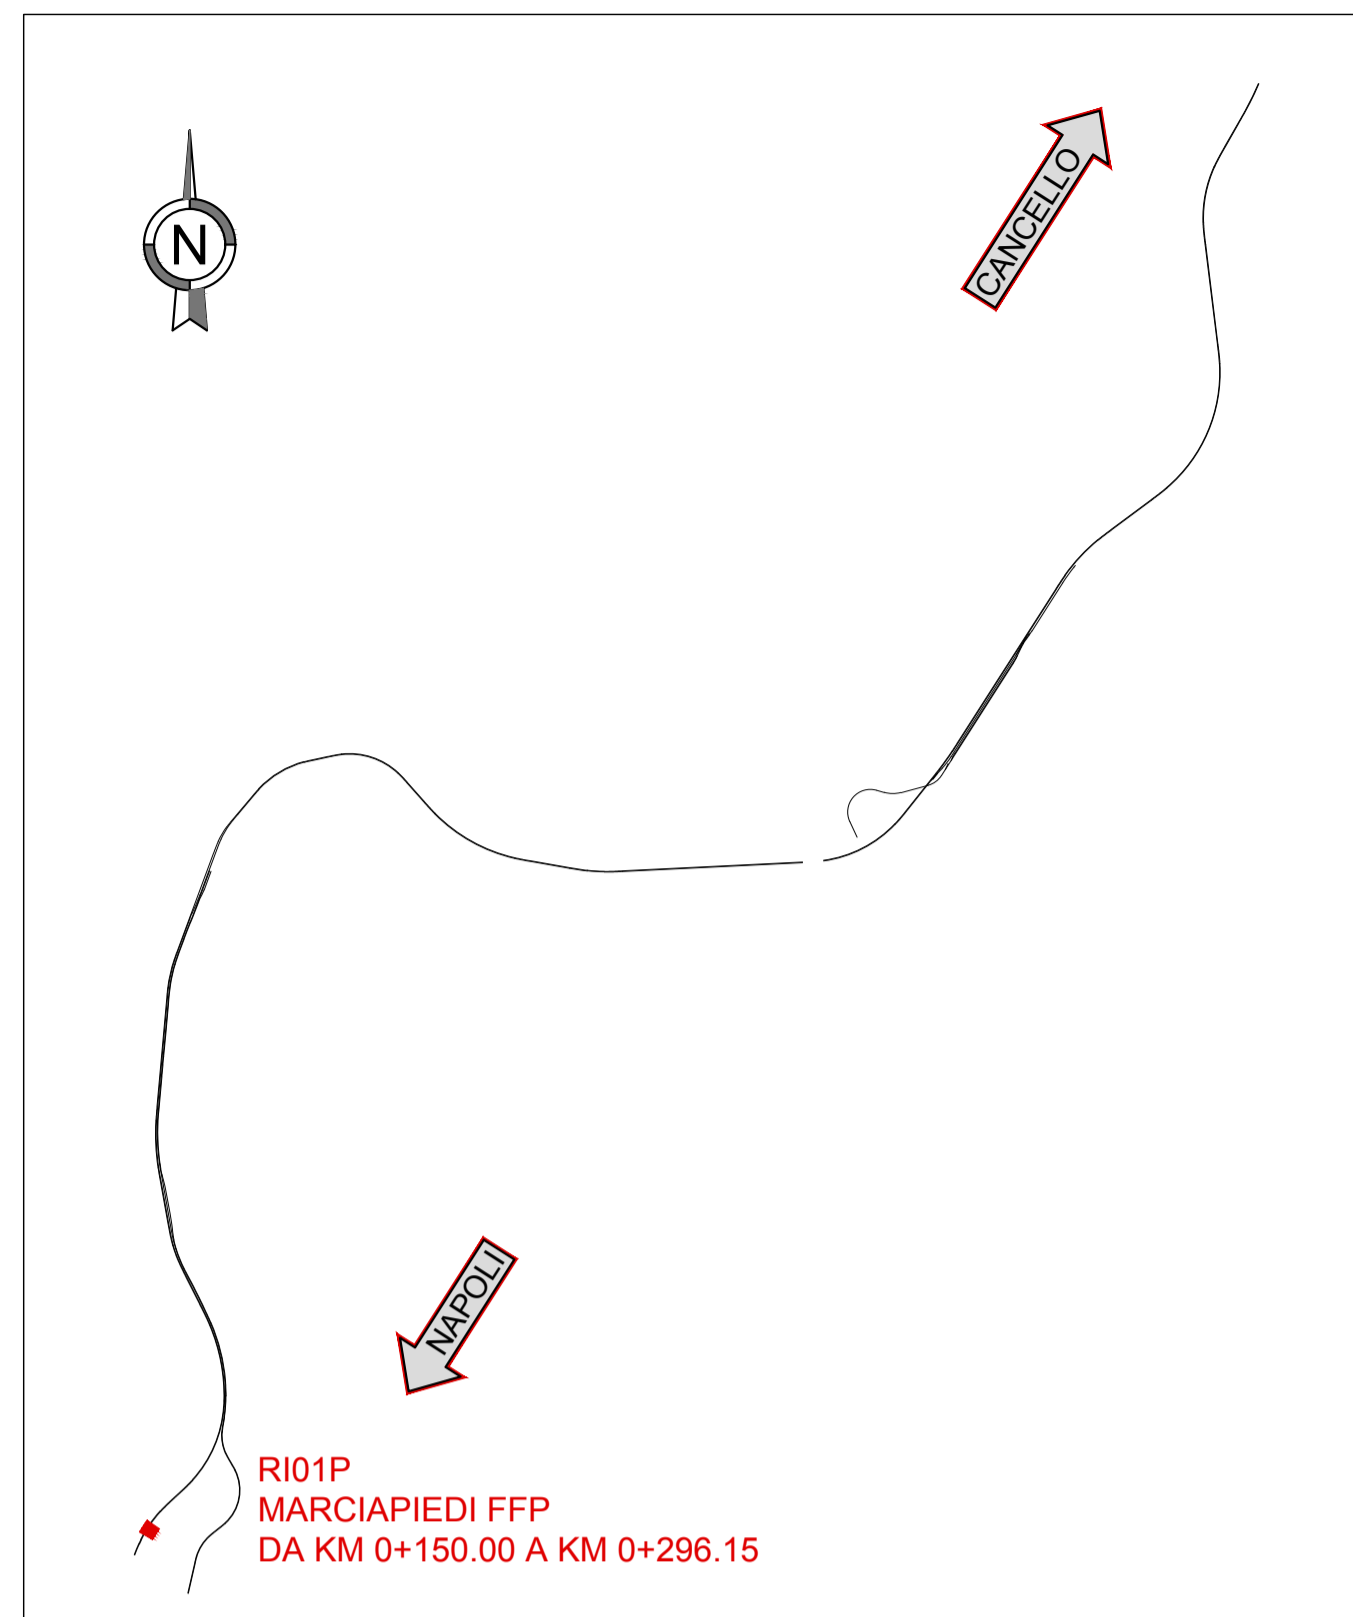 N
CANCELLO
NAPOLI
RI01P
MARCIAPIEDI FFP
DA KM 0+150.00 A KM 0+296.15